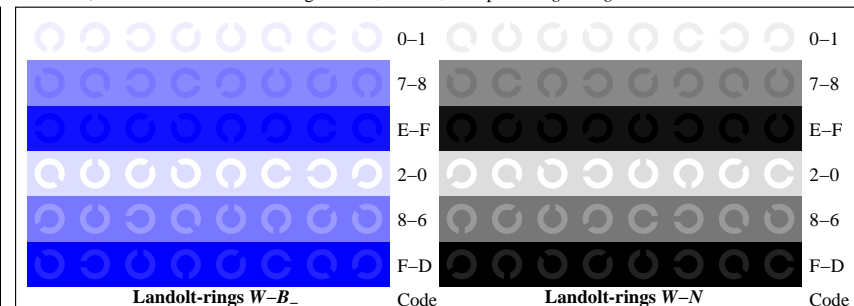 0–1 0–1
7–8 7–8
E–F E–F
2–0 2–0
8–6 8–6
F–D F–D
Landolt-rings W–B_ Code Landolt-rings W–N Code